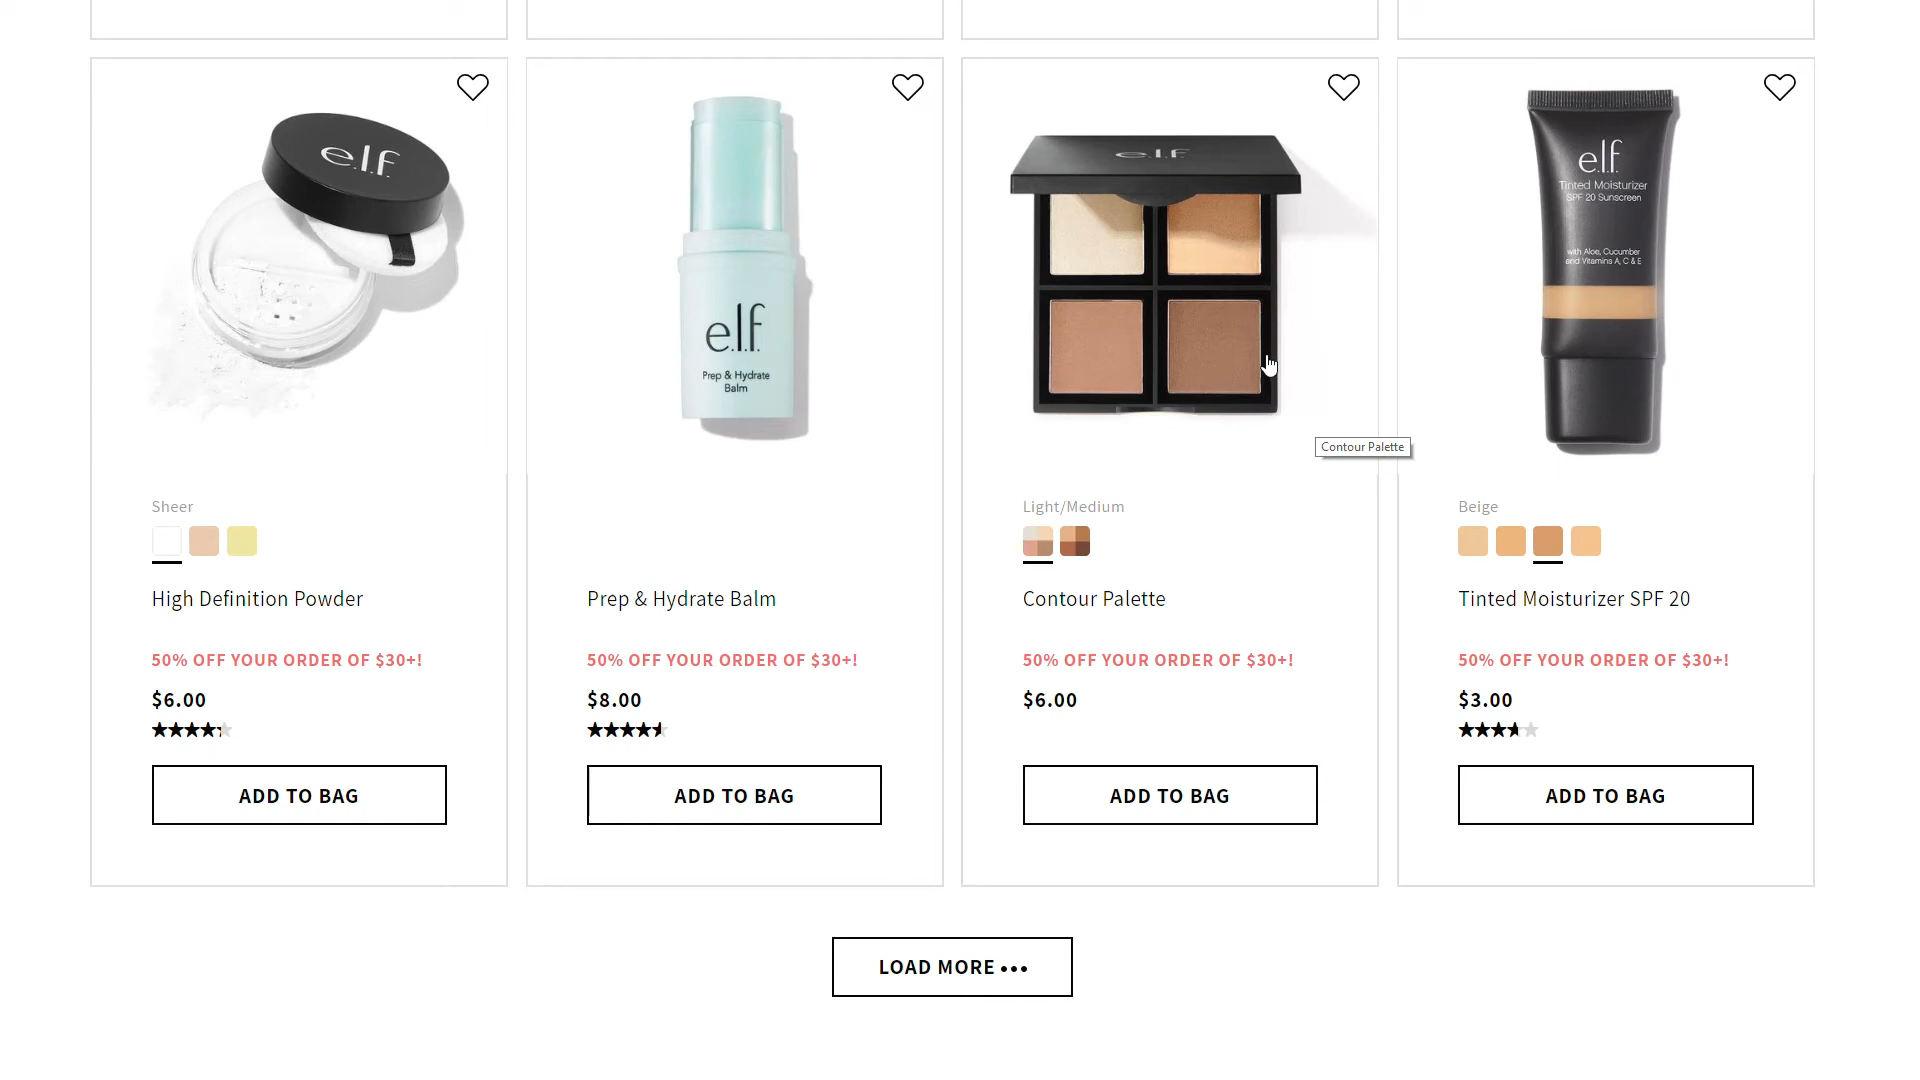 e.l.f.
e.l.f.
Prep & Hydrate
Balm
e.l.f.
e.l.f.
Tinted Moisturizer
SPF 20 Sunscreen
with Aloe, Cucumber
and Vitamins A, C & E
Contour Palette
Sheer
Light/Medium
Beige
High Definition Powder
Prep & Hydrate Balm
Contour Palette
Tinted Moisturizer SPF 20
50% OFF YOUR ORDER OF $30+!
50% OFF YOUR ORDER OF $30+!
50% OFF YOUR ORDER OF $30+!
50% OFF YOUR ORDER OF $30+!
$6.00
$8.00
$6.00
$3.00
ADD TO BAG
ADD TO BAG
ADD TO BAG
ADD TO BAG
LOAD MORE •••